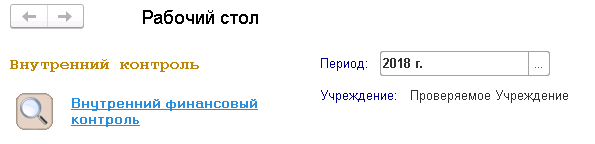 Рабочий стол
Внутренний контроль
Период: 2018 г. ...
Внутренний финансовый
контроль
Учреждение: Проверяемое Учреждение